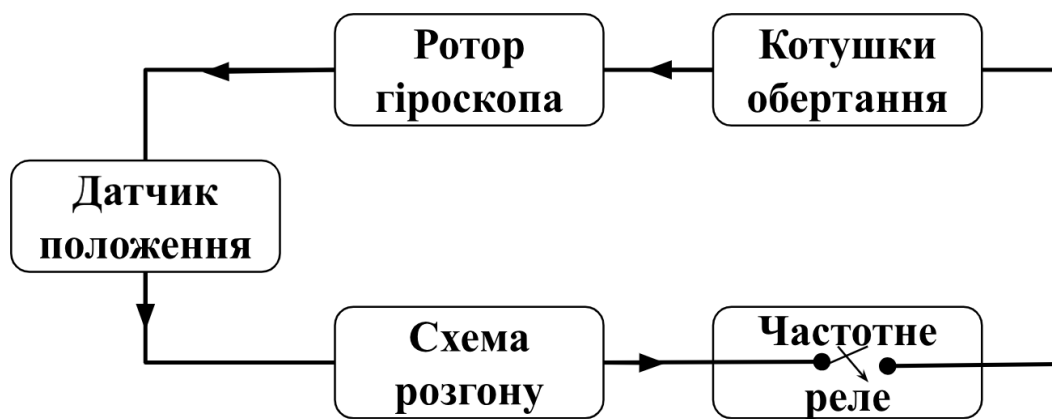 Ротор
гіроскопа
Котушки
обертання
Датчик
положення
Схема
розгону
Частотне
реле